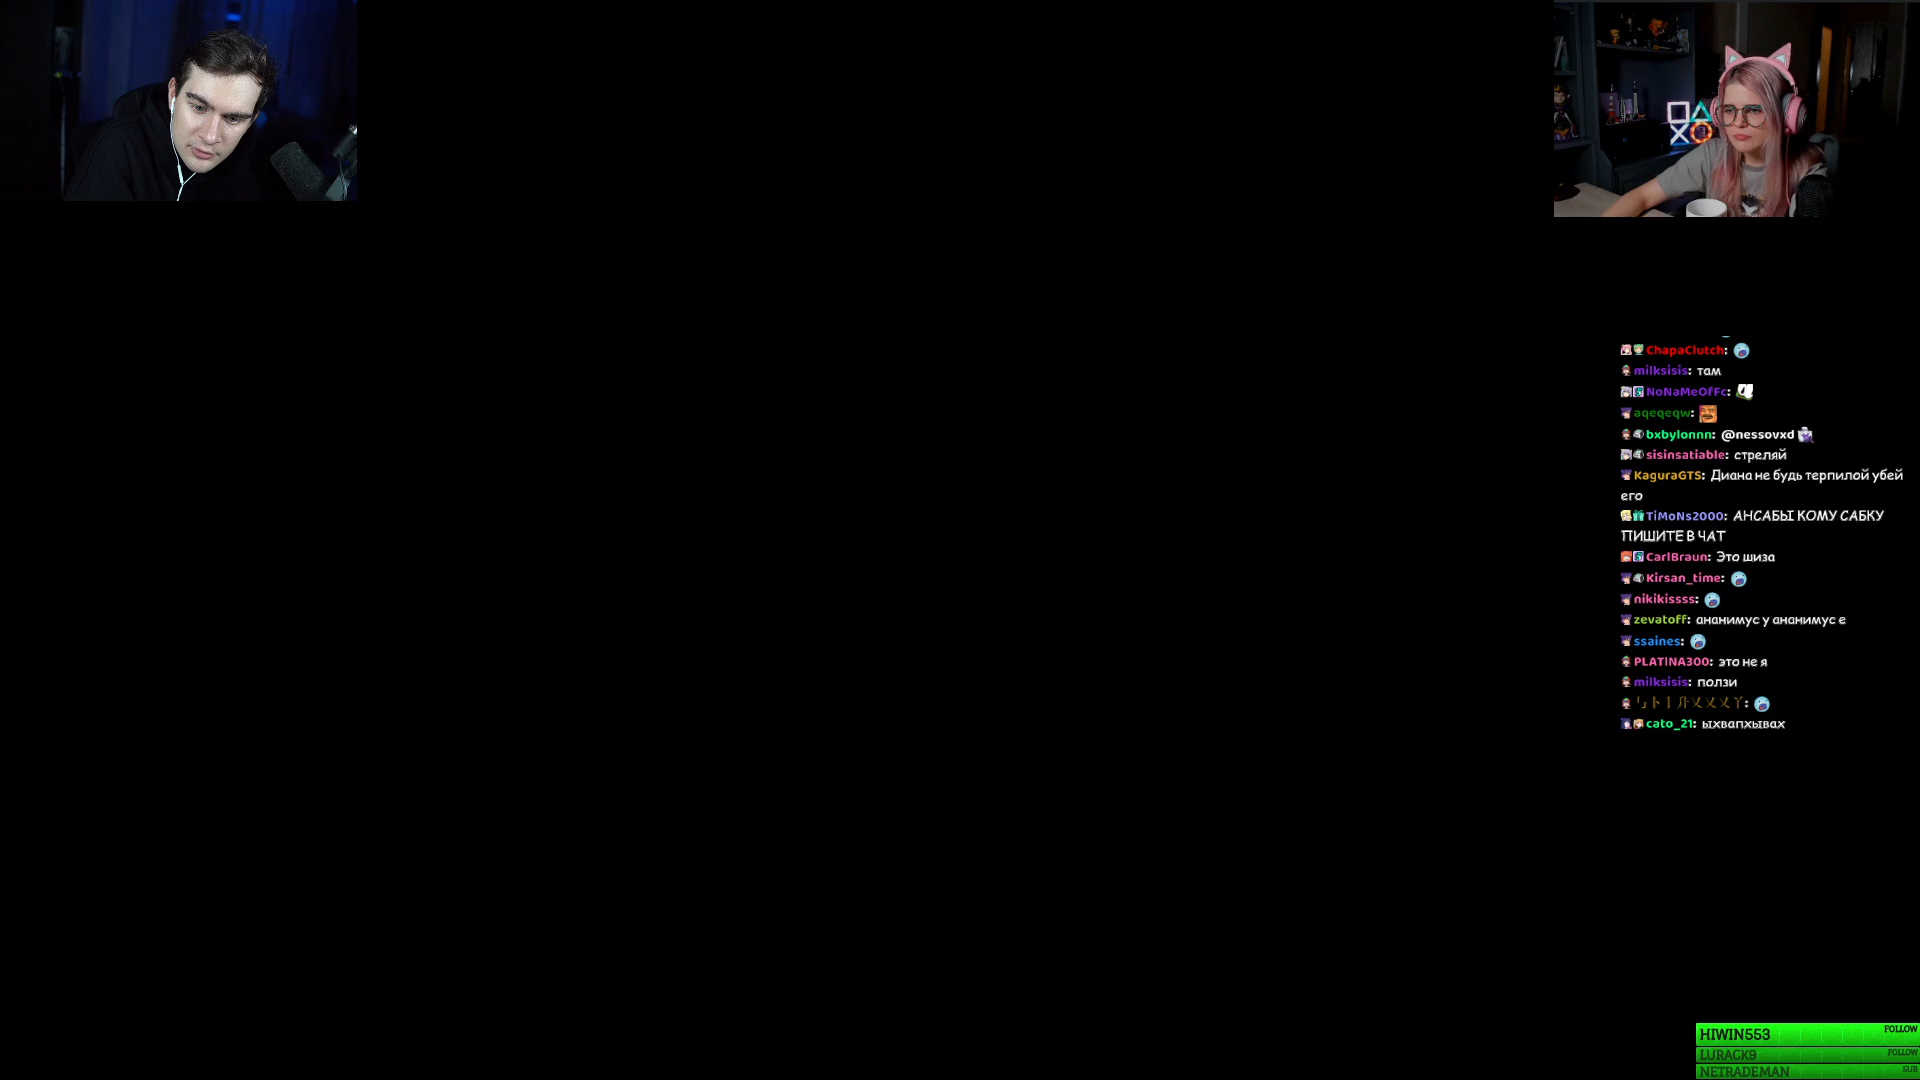 ChapaClutch:
milksisis: там
NoNaMeOfFc:
aqeqeqw:
bxbylonnn: @nessovxd
sisinsatiable: стреляй
KaguraGTS: Диана не будь терпилой убей
его
TiMoNs2000: АНСАБЫ КОМУ САБКУ
ПИШИТЕ В ЧАТ
CarlBraun: Это шиза
Kirsan_time:
nikikissss:
zevatoff: ананимус у ананимус е
ssaines:
PLATINA300: это не я
milksisis: ползи
cato_21: ыхвапхывах
HIWIN553 FOLLOW
LURACK9 FOLLOW
NETRADEMAN SUB